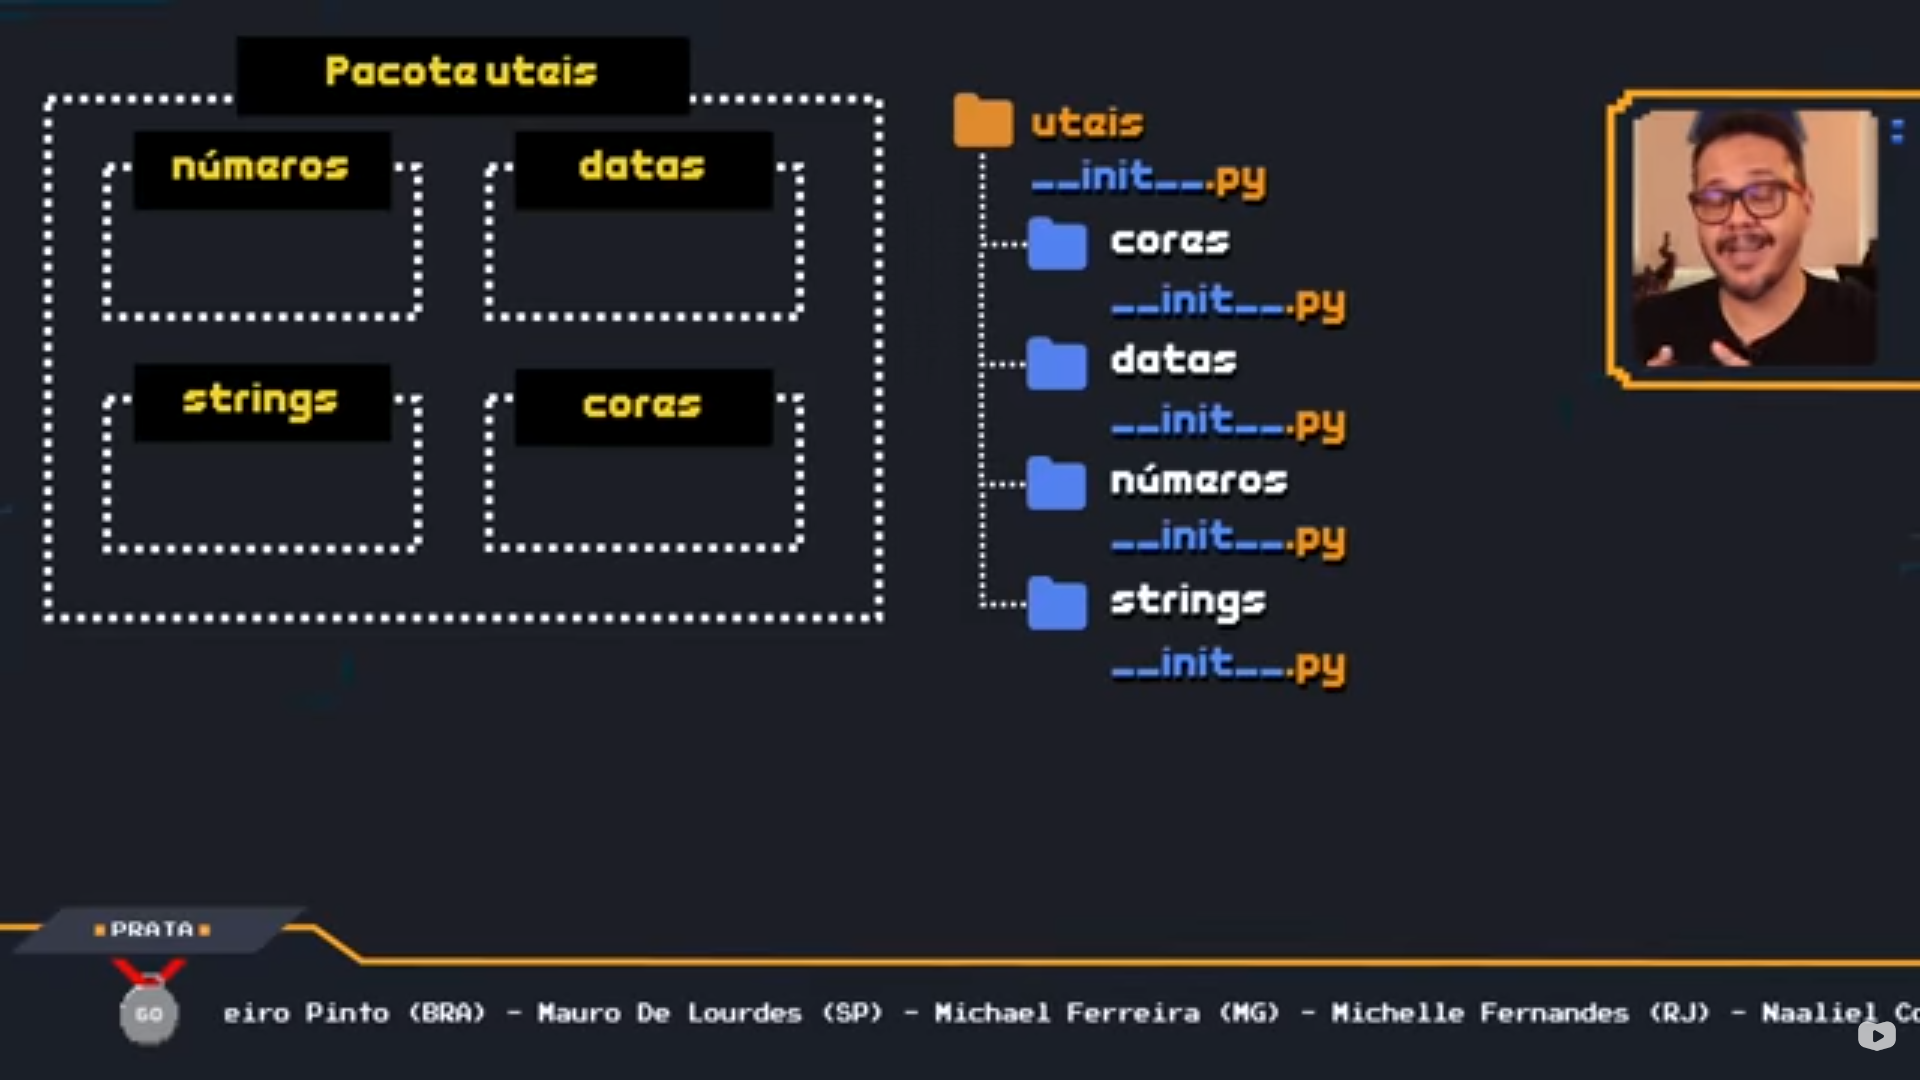 Pacote uteis
números
datas
strings
cores
uteis
__init__.py
cores
__init__.py
datas
__init__.py
números
__init__.py
strings
__init__.py
PRATA
GO
eiro Pinto (BRA) - Mauro De Lourdes (SP) - Michael Ferreira (MG) - Michelle Fernandes (RJ) - Naaliel Co